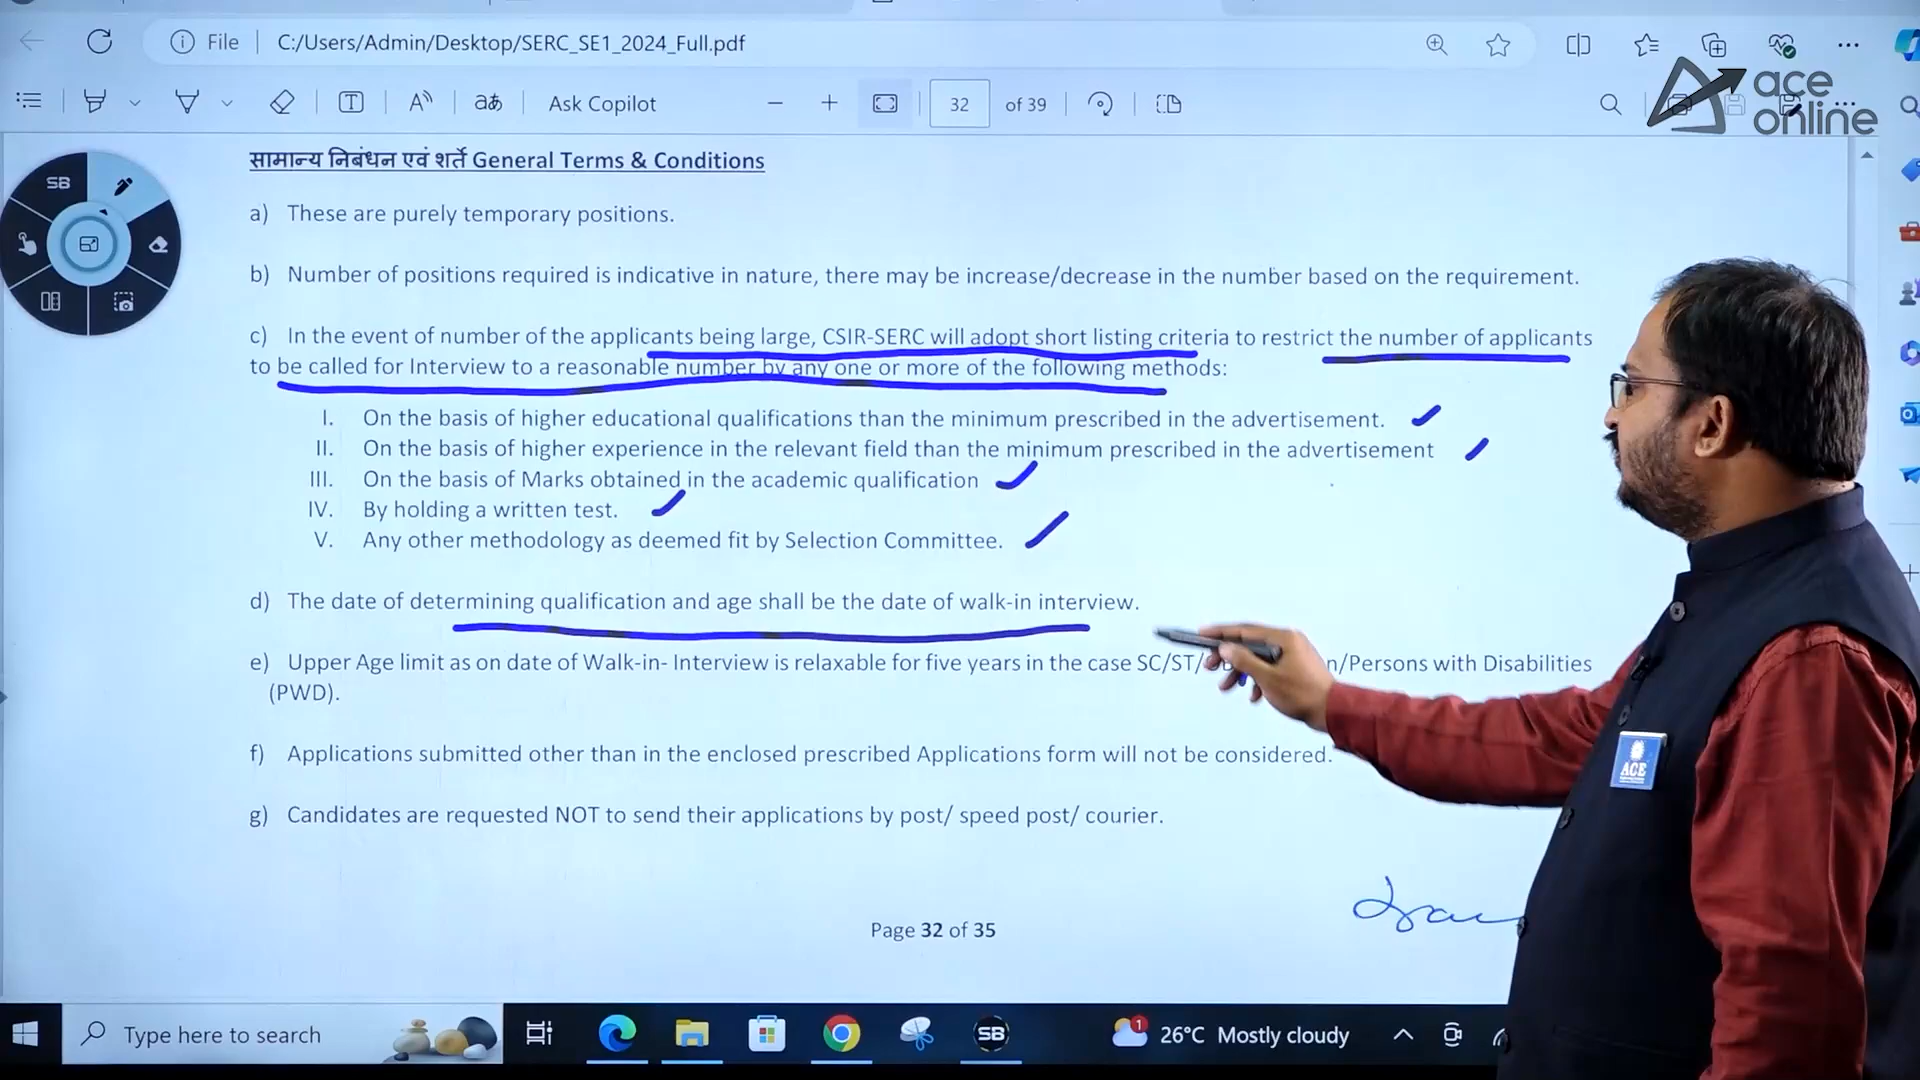 File C:/Users/Admin/Desktop/SERC_SE1_2024_Full.pdf
Ask Copilot 32 of 39
ace
online
SB
सामान्य निबंधन एवं शर्ते General Terms & Conditions
a) These are purely temporary positions.
b) Number of positions required is indicative in nature, there may be increase/decrease in the number based on the requirement.
c) In the event of number of the applicants being large, CSIR-SERC will adopt short listing criteria to restrict the number of applicants
to be called for Interview to a reasonable number by any one or more of the following methods:
I. On the basis of higher educational qualifications than the minimum prescribed in the advertisement.
II. On the basis of higher experience in the relevant field than the minimum prescribed in the advertisement
III. On the basis of Marks obtained in the academic qualification
IV. By holding a written test.
V. Any other methodology as deemed fit by Selection Committee.
d) The date of determining qualification and age shall be the date of walk-in interview.
e) Upper Age limit as on date of Walk-in- Interview is relaxable for five years in the case SC/ST/ n/Persons with Disabilities
(PWD).
f) Applications submitted other than in the enclosed prescribed Applications form will not be considered.
g) Candidates are requested NOT to send their applications by post/ speed post/ courier.
ACE
Page 32 of 35
Type here to search
SB
1
26°C Mostly cloudy